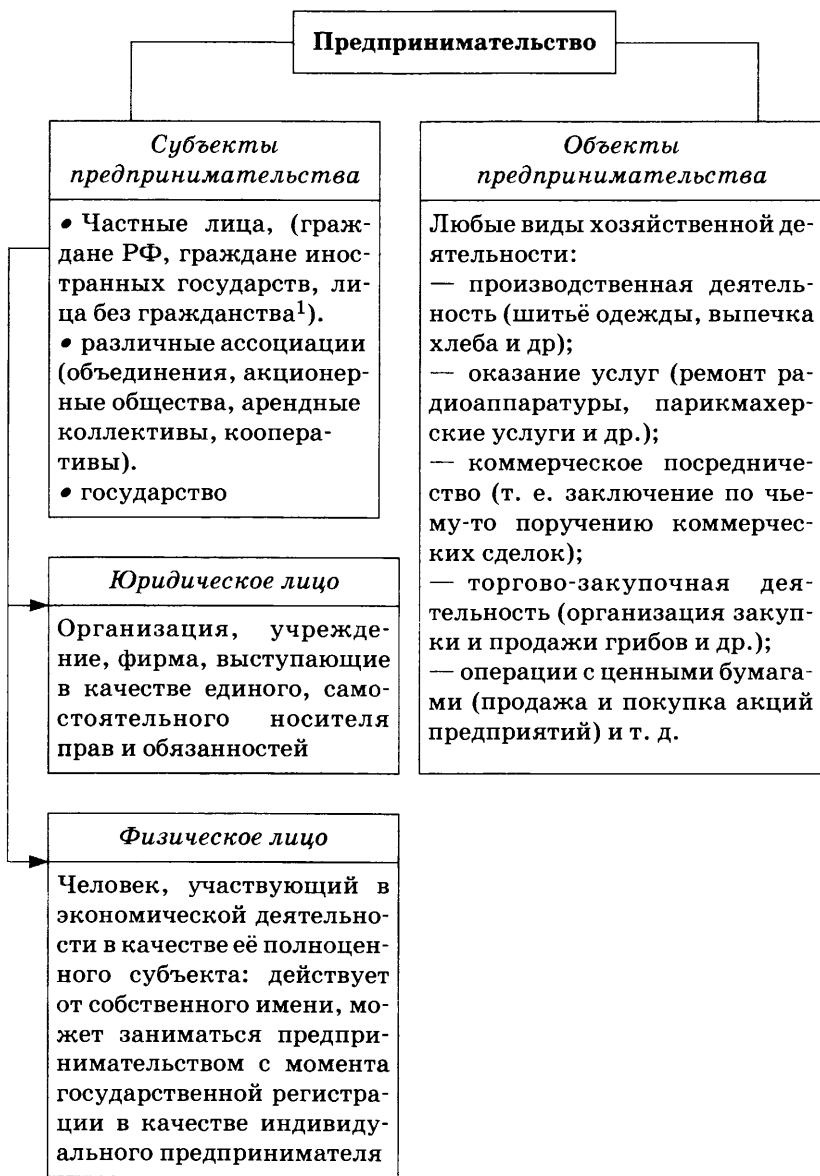 Предпринимательство
Субъекты
предпринимательства
• Частные лица, (граж-
дане РФ, граждане инос-
транных государств, ли-
ца без гражданства¹).
• различные ассоциации
(объединения, акционер-
ные общества, арендные
коллективы, коопера-
тивы).
• государство
Юридическое лицо
Организация, учрежде-
ние, фирма, выступающие
в качестве единого, само-
стоятельного носителя
прав и обязанностей
Физическое лицо
Человек, участвующий в
экономической деятельно-
сти в качестве её полноцен-
ного субъекта: действует
от собственного имени, мо-
жет заниматься предпри-
нимательством с момента
государственной регистра-
ции в качестве индивиду-
ального предпринимателя
Объекты
предпринимательства
Любые виды хозяйственной де-
ятельности:
— производственная деятель-
ность (шитьё одежды, выпечка
хлеба и др);
— оказание услуг (ремонт ра-
диоаппаратуры, парикмахер-
ские услуги и др.);
— коммерческое посредниче-
ство (т. е. заключение по чье-
му-то поручению коммерчес-
ких сделок);
— торгово-закупочная дея-
тельность (организация закуп-
ки и продажи грибов и др.);
— операции с ценными бумага-
ми (продажа и покупка акций
предприятий) и т. д.